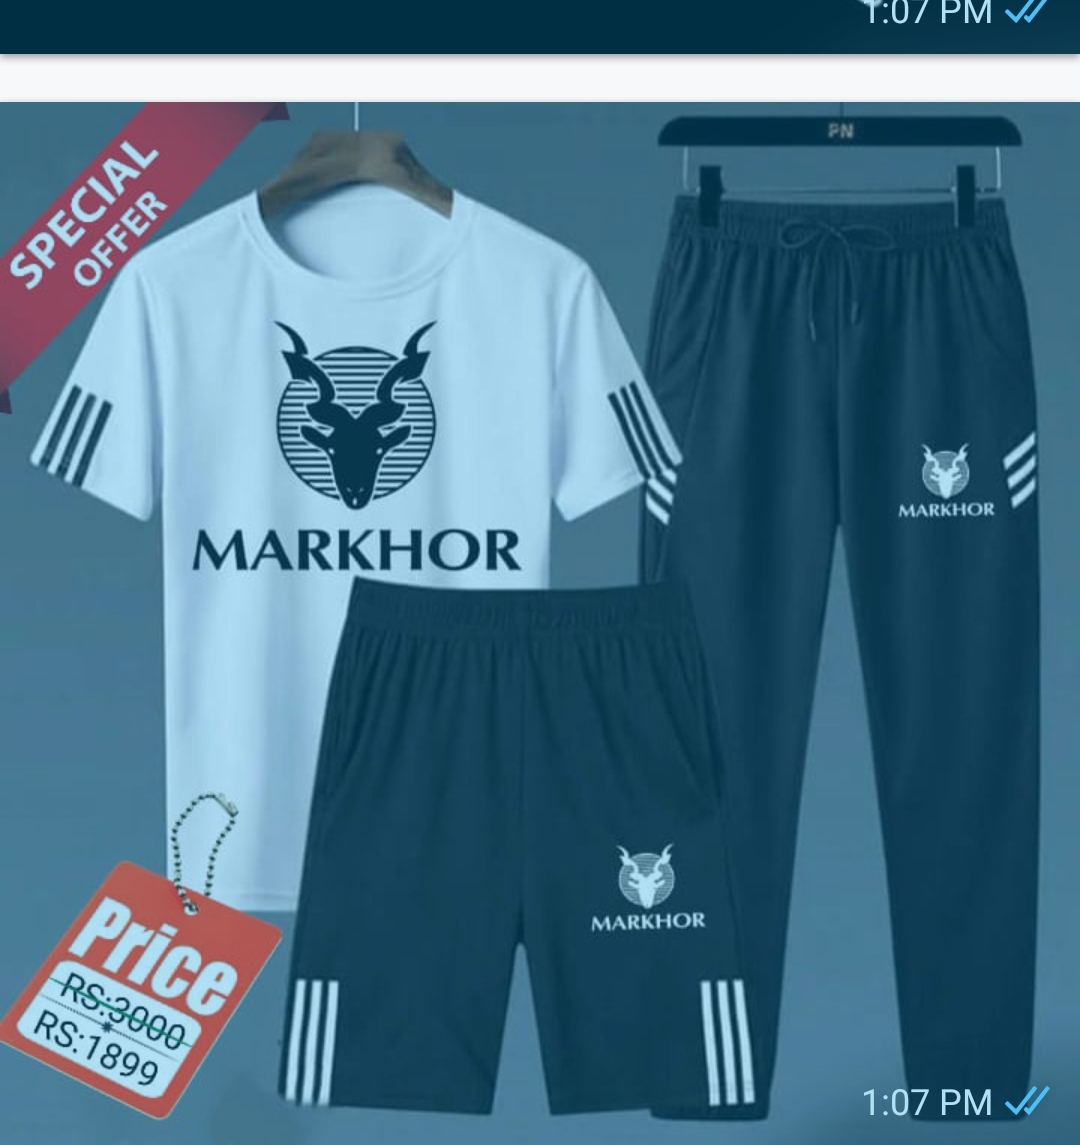 1:07 PM
SPECIAL
OFFER
PN
MARKHOR
MARKHOR
MARKHOR
Price
RS:3000
RS:1899
1:07 PM